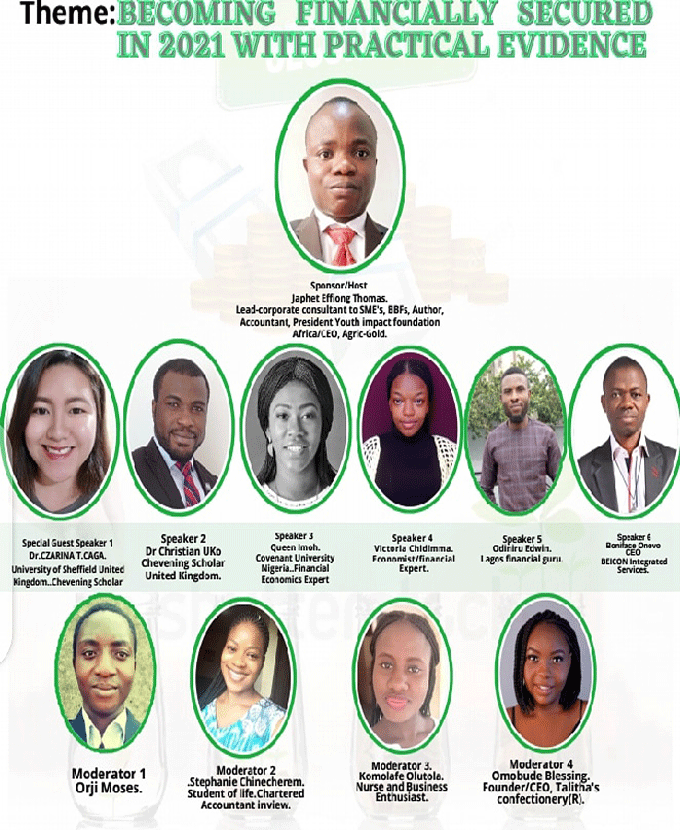 Theme: BECOMING FINANCIALLY SECURED
IN 2021 WITH PRACTICAL EVIDENCE
Sponsor/Host
Japhet Effiong Thomas.
Lead-corporate consultant to SME's, BBFs, Author,
Accountant, President Youth impact foundation
Africa/CEO, Agric-Gold.
Special Guest Speaker 1
Dr.CZARINA T.CAGA.
University of Sheffield United
Kingdom..Chevening Scholar
Speaker 2
Dr Christian UKo
Chevening Scholar
United Kingdom.
Speaker 3
Queen Imoh.
Covenant University
Nigeria..Financial
Economics Expert
Speaker 4
Victoria Chidimma.
Economist/financial
Expert.
Speaker 5
Edwin.
Lagos financial guru.
Speaker 6
Boniface
CEO
BEICON Integrated
Services.
Moderator 1
Orji Moses.
Moderator 2
.Stephanie Chinecherem.
Student of life.Chartered
Accountant inview.
Moderator 3.
Komolafe Olutola.
Nurse and Business
Enthusiast.
Moderator 4
Omobude Blessing.
Founder/CEO, Talitha's
confectionery(R).